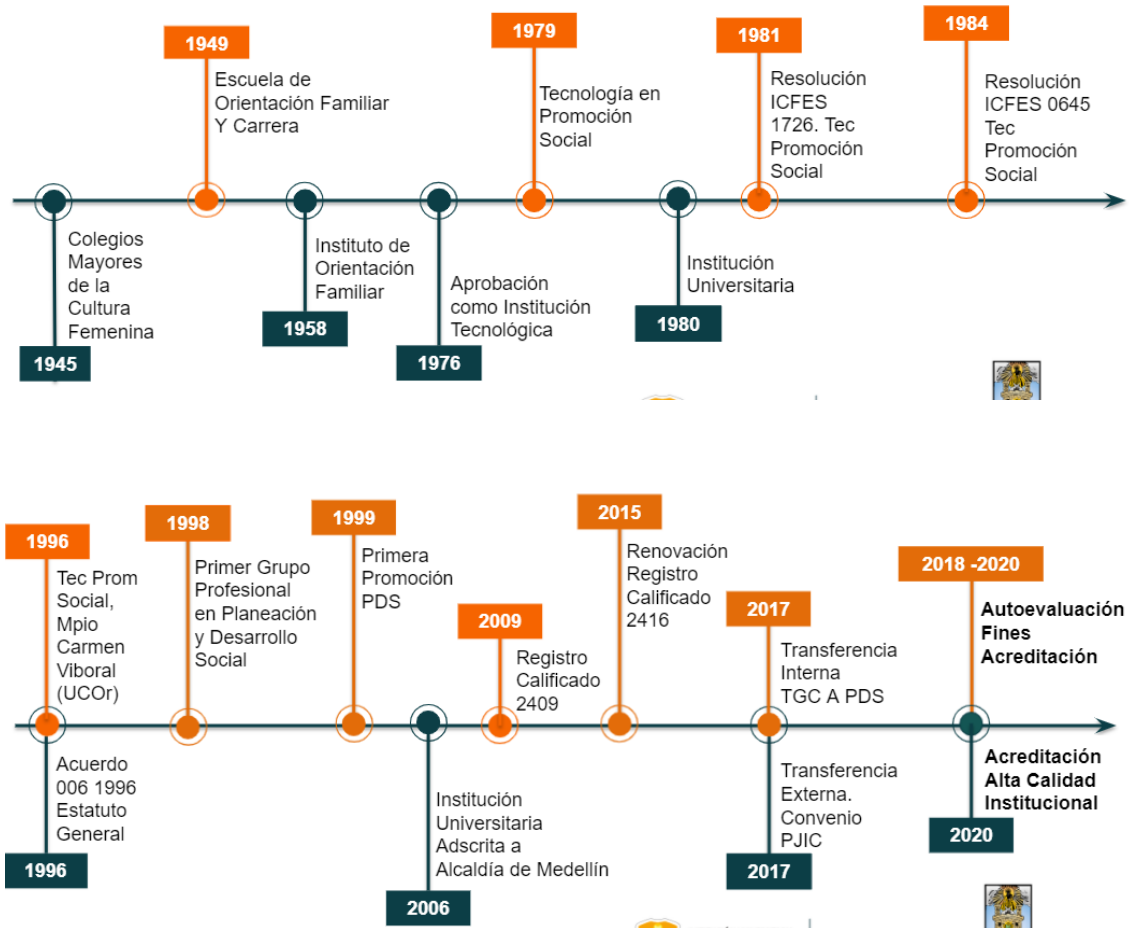 1949
Escuela de
Orientación Familiar
Y Carrera
1979
Tecnología en
Promoción
Social
1981
Resolución
ICFES
1726. Tec
Promoción
Social
1984
Resolución
ICFES 0645
Tec
Promoción
Social
Colegios
Mayores
de la
Cultura
Femenina
1945
Instituto de
Orientación
Familiar
1958
Aprobación
como Institución
Tecnológica
1976
Institución
Universitaria
1980
1996
Tec Prom
Social,
Mpio
Carmen
Viboral
(UCOr)
1998
Primer Grupo
Profesional
en Planeación
y Desarrollo
Social
1999
Primera
Promoción
PDS
2009
Registro
Calificado
2409
2015
Renovación
Registro
Calificado
2416
2017
Transferencia
Interna
TGC A PDS
2018 -2020
Autoevaluación
Fines
Acreditación
Acuerdo
006 1996
Estatuto
General
1996
Institución
Universitaria
Adscrita a
Alcaldía de Medellín
2006
Transferencia
Externa.
Convenio
PJIC
2017
Acreditación
Alta Calidad
Institucional
2020